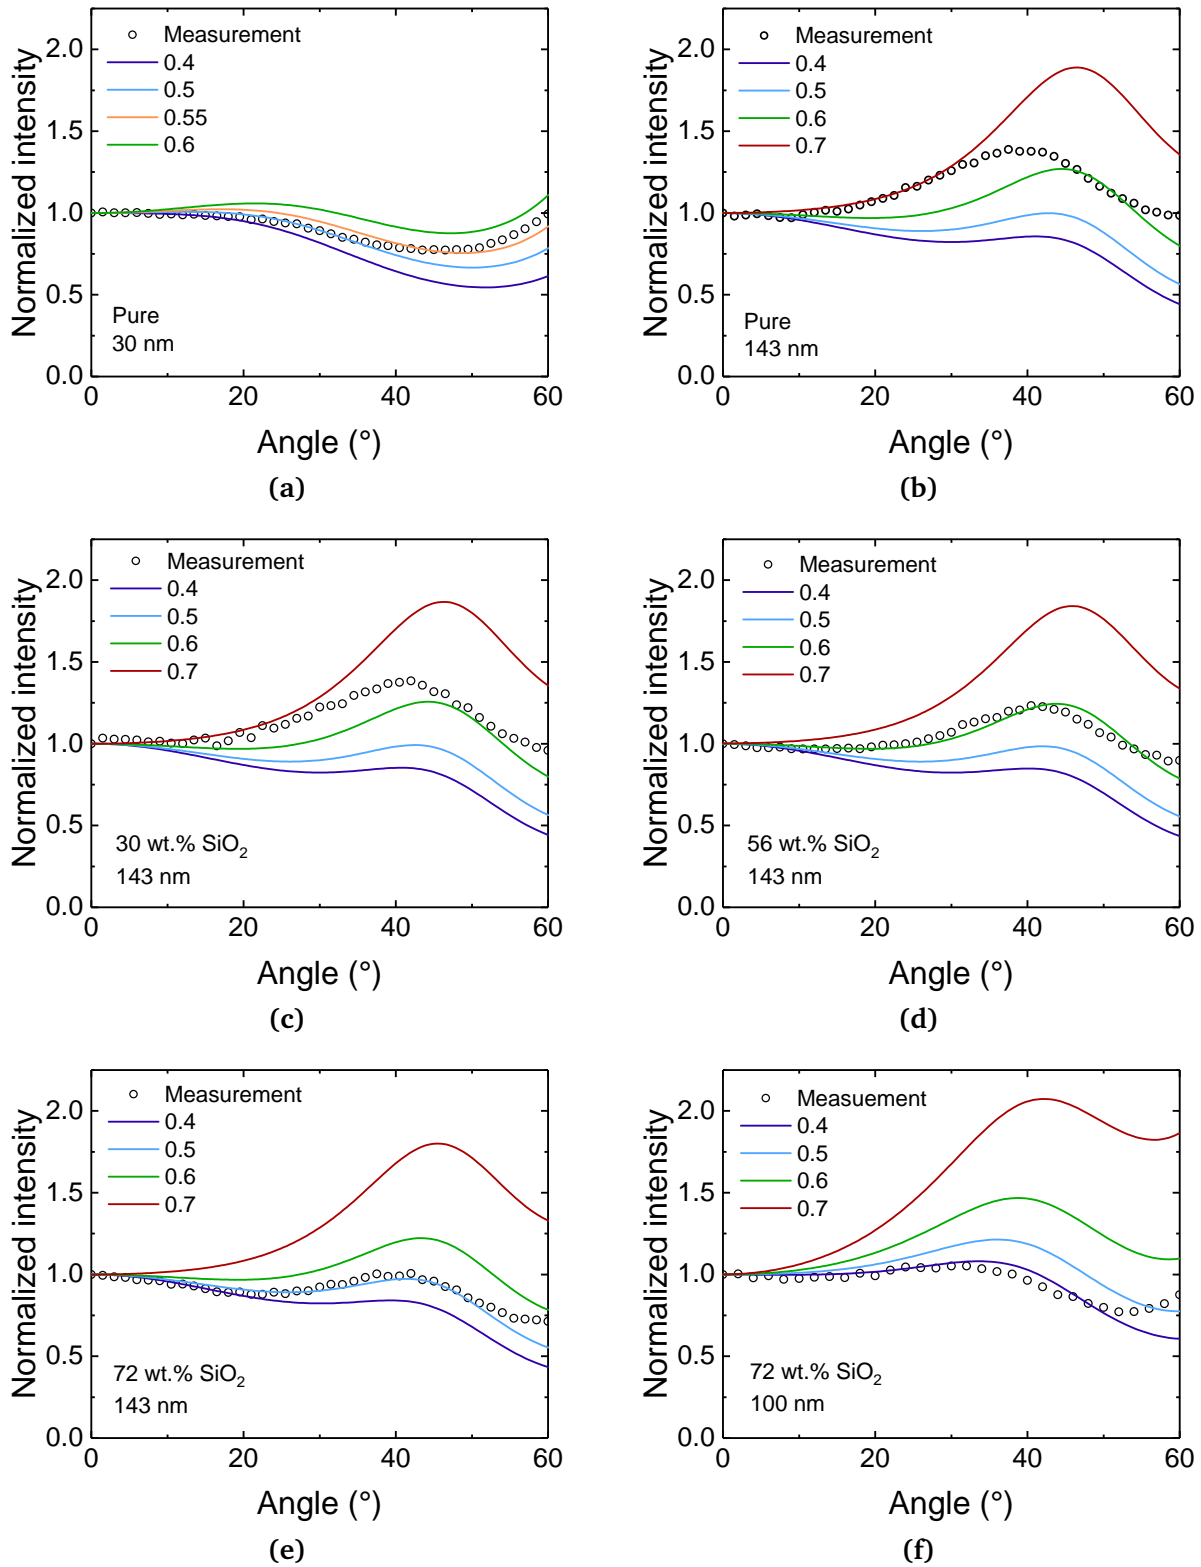 Normalized intensity
2.0
1.5
1.0
0.5
0.0
Measurement
0.4
0.5
0.55
0.6
Pure
30 nm
0
20
40
60
Angle (°)
(a)
Normalized intensity
2.0
1.5
1.0
0.5
0.0
Measurement
0.4
0.5
0.6
0.7
Pure
143 nm
0
20
40
60
Angle (°)
(b)
Normalized intensity
2.0
1.5
1.0
0.5
0.0
Measurement
0.4
0.5
0.6
0.7
30 wt.% SiO2
143 nm
0
20
40
60
Angle (°)
(c)
Normalized intensity
2.0
1.5
1.0
0.5
0.0
Measurement
0.4
0.5
0.6
0.7
56 wt.% SiO2
143 nm
0
20
40
60
Angle (°)
(d)
Normalized intensity
2.0
1.5
1.0
0.5
0.0
Measurement
0.4
0.5
0.6
0.7
72 wt.% SiO2
143 nm
0
20
40
60
Angle (°)
(e)
Normalized intensity
2.0
1.5
1.0
0.5
0.0
Measuement
0.4
0.5
0.6
0.7
72 wt.% SiO2
100 nm
0
20
40
60
Angle (°)
(f)